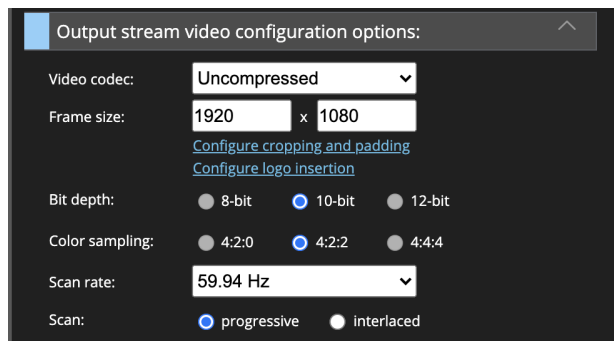 Output stream video configuration options:
Video codec: Uncompressed
Frame size: 1920 x 1080
Configure cropping and padding
Configure logo insertion
Bit depth: 8-bit 10-bit 12-bit
Color sampling: 4:2:0 4:2:2 4:4:4
Scan rate: 59.94 Hz
Scan: progressive interlaced